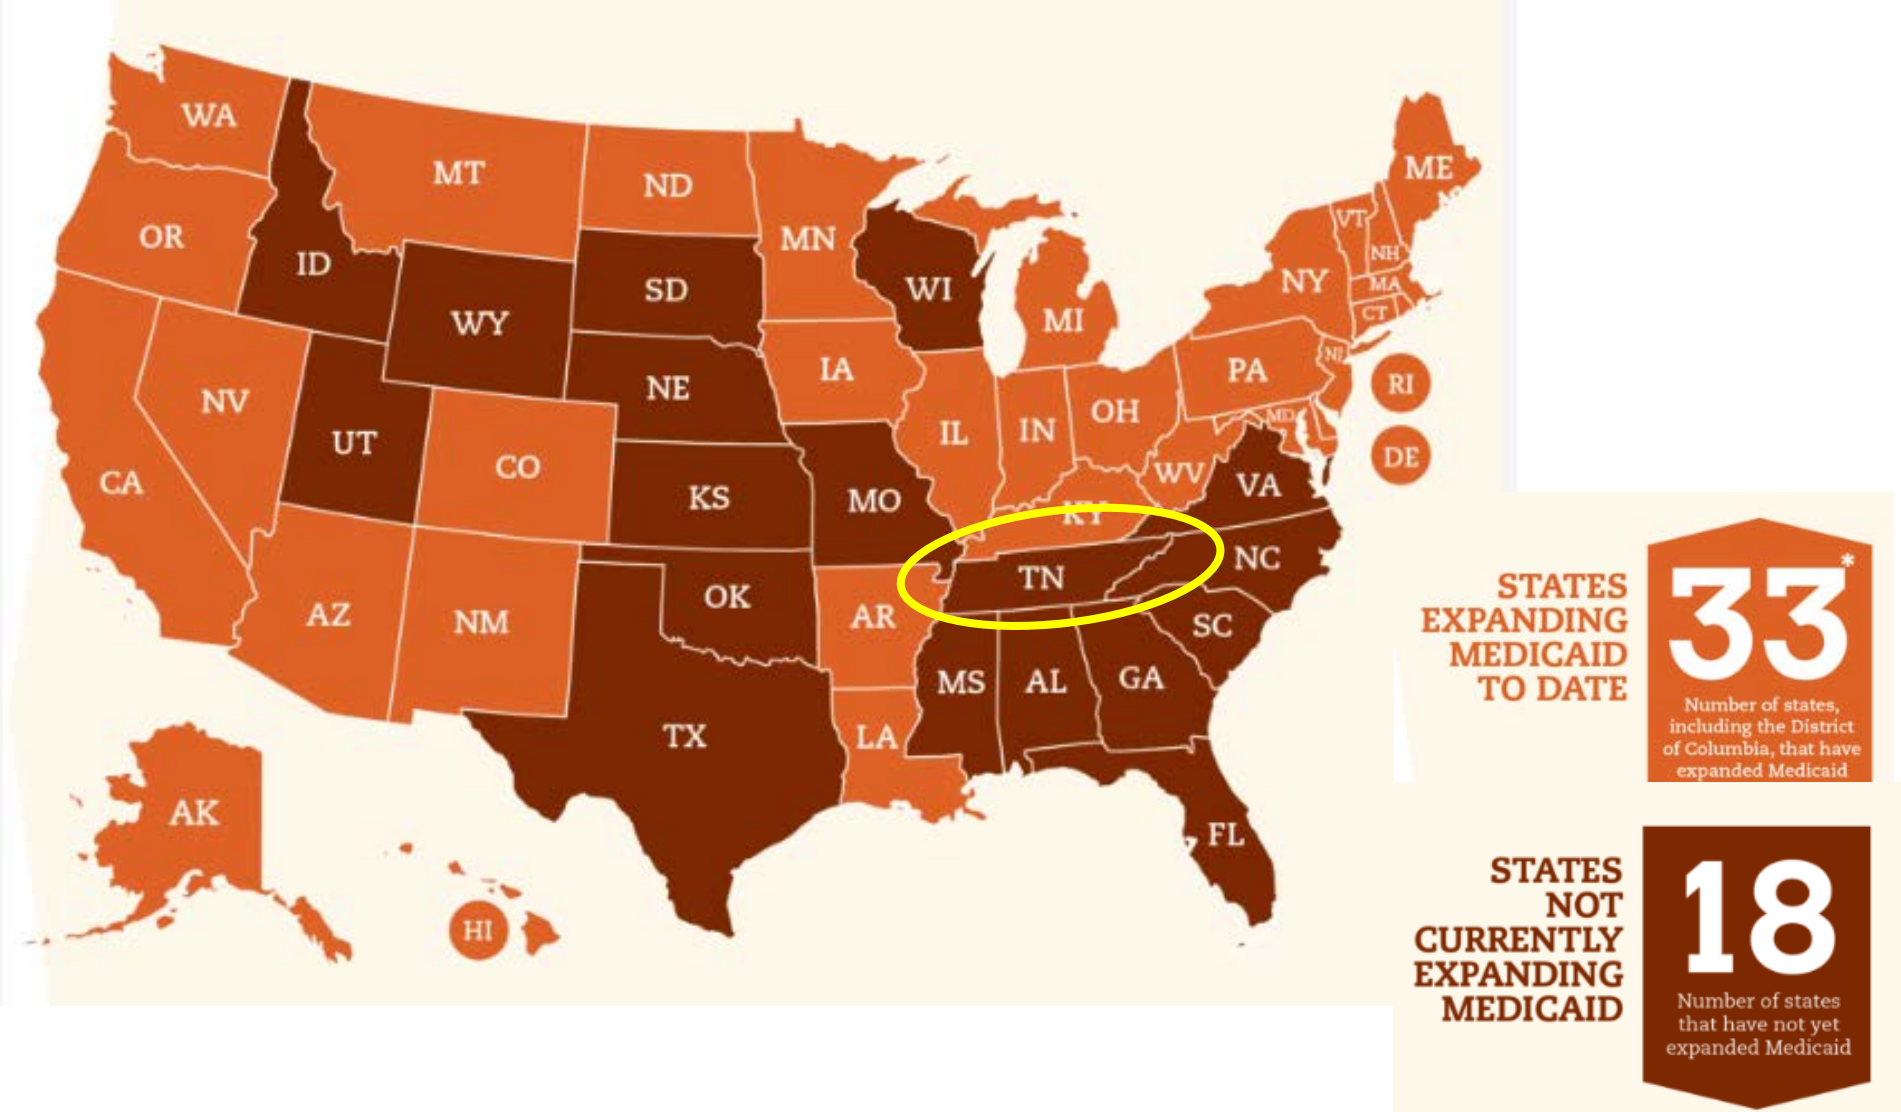 WA
MT
ND
MN
ME
VT
NH
OR
ID
SD
WI
NY
MA
CT
WY
MI
IA
PA
NJ
RI
NV
NE
IL
IN
OH
MD
DE
UT
CO
CA
KS
MO
WV
VA
KY
NC
TN
OK
AR
AZ
NM
SC
MS
AL
GA
TX
LA
AK
FL
HI
STATES
EXPANDING
MEDICAID
TO DATE
33*
Number of states,
including the District
of Columbia, that have
expanded Medicaid
STATES
NOT
CURRENTLY
EXPANDING
MEDICAID
18
Number of states
that have not yet
expanded Medicaid